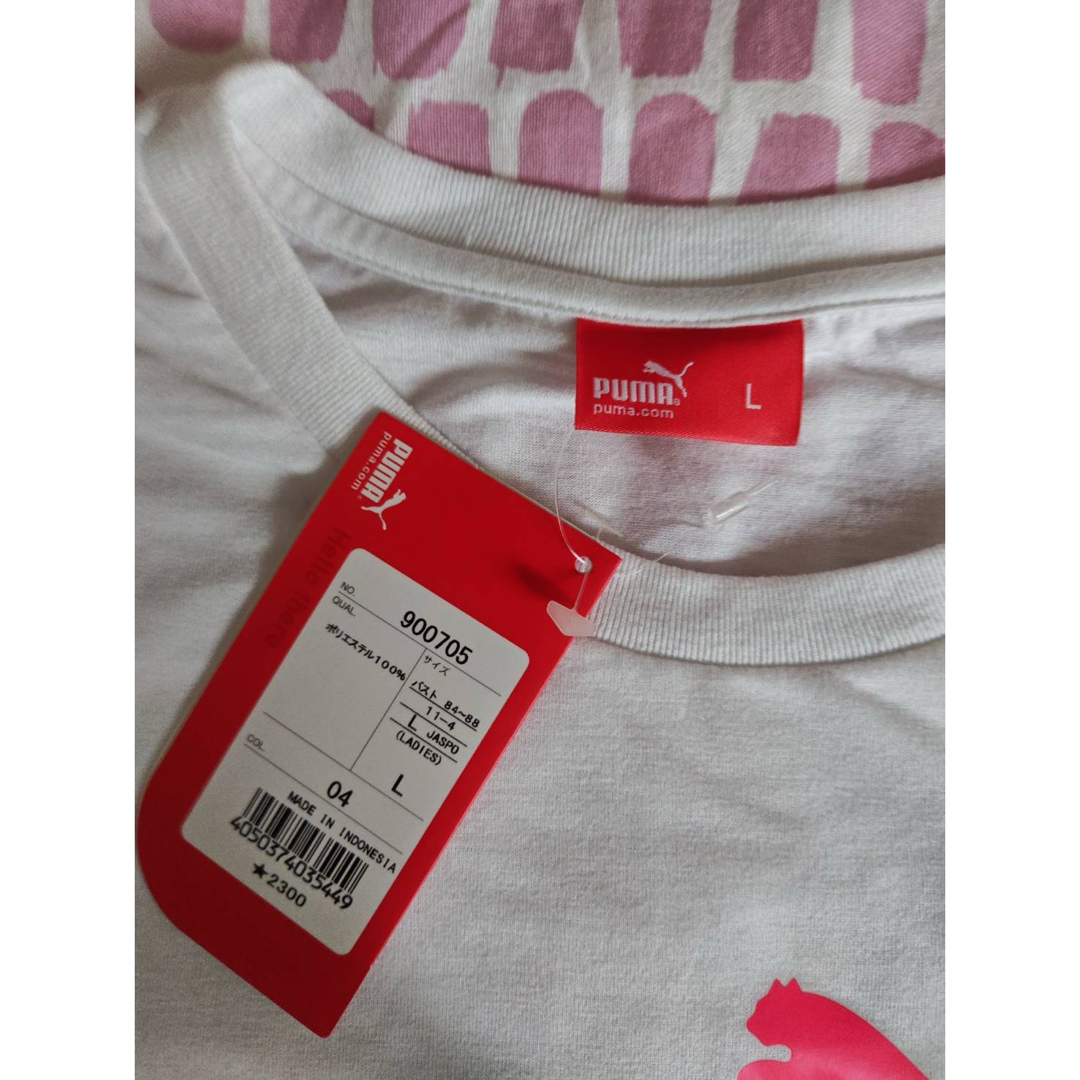 PUMA®
puma.com
L
PUMA®
puma.com
Hello there
NO.
900705
QUAL.
ポリエステル100%
サイズ
バスト 84~88
11-4
L JASPO
(LADIES)
L
COL.
04
MADE IN INDONESIA
4050374035449
★2300